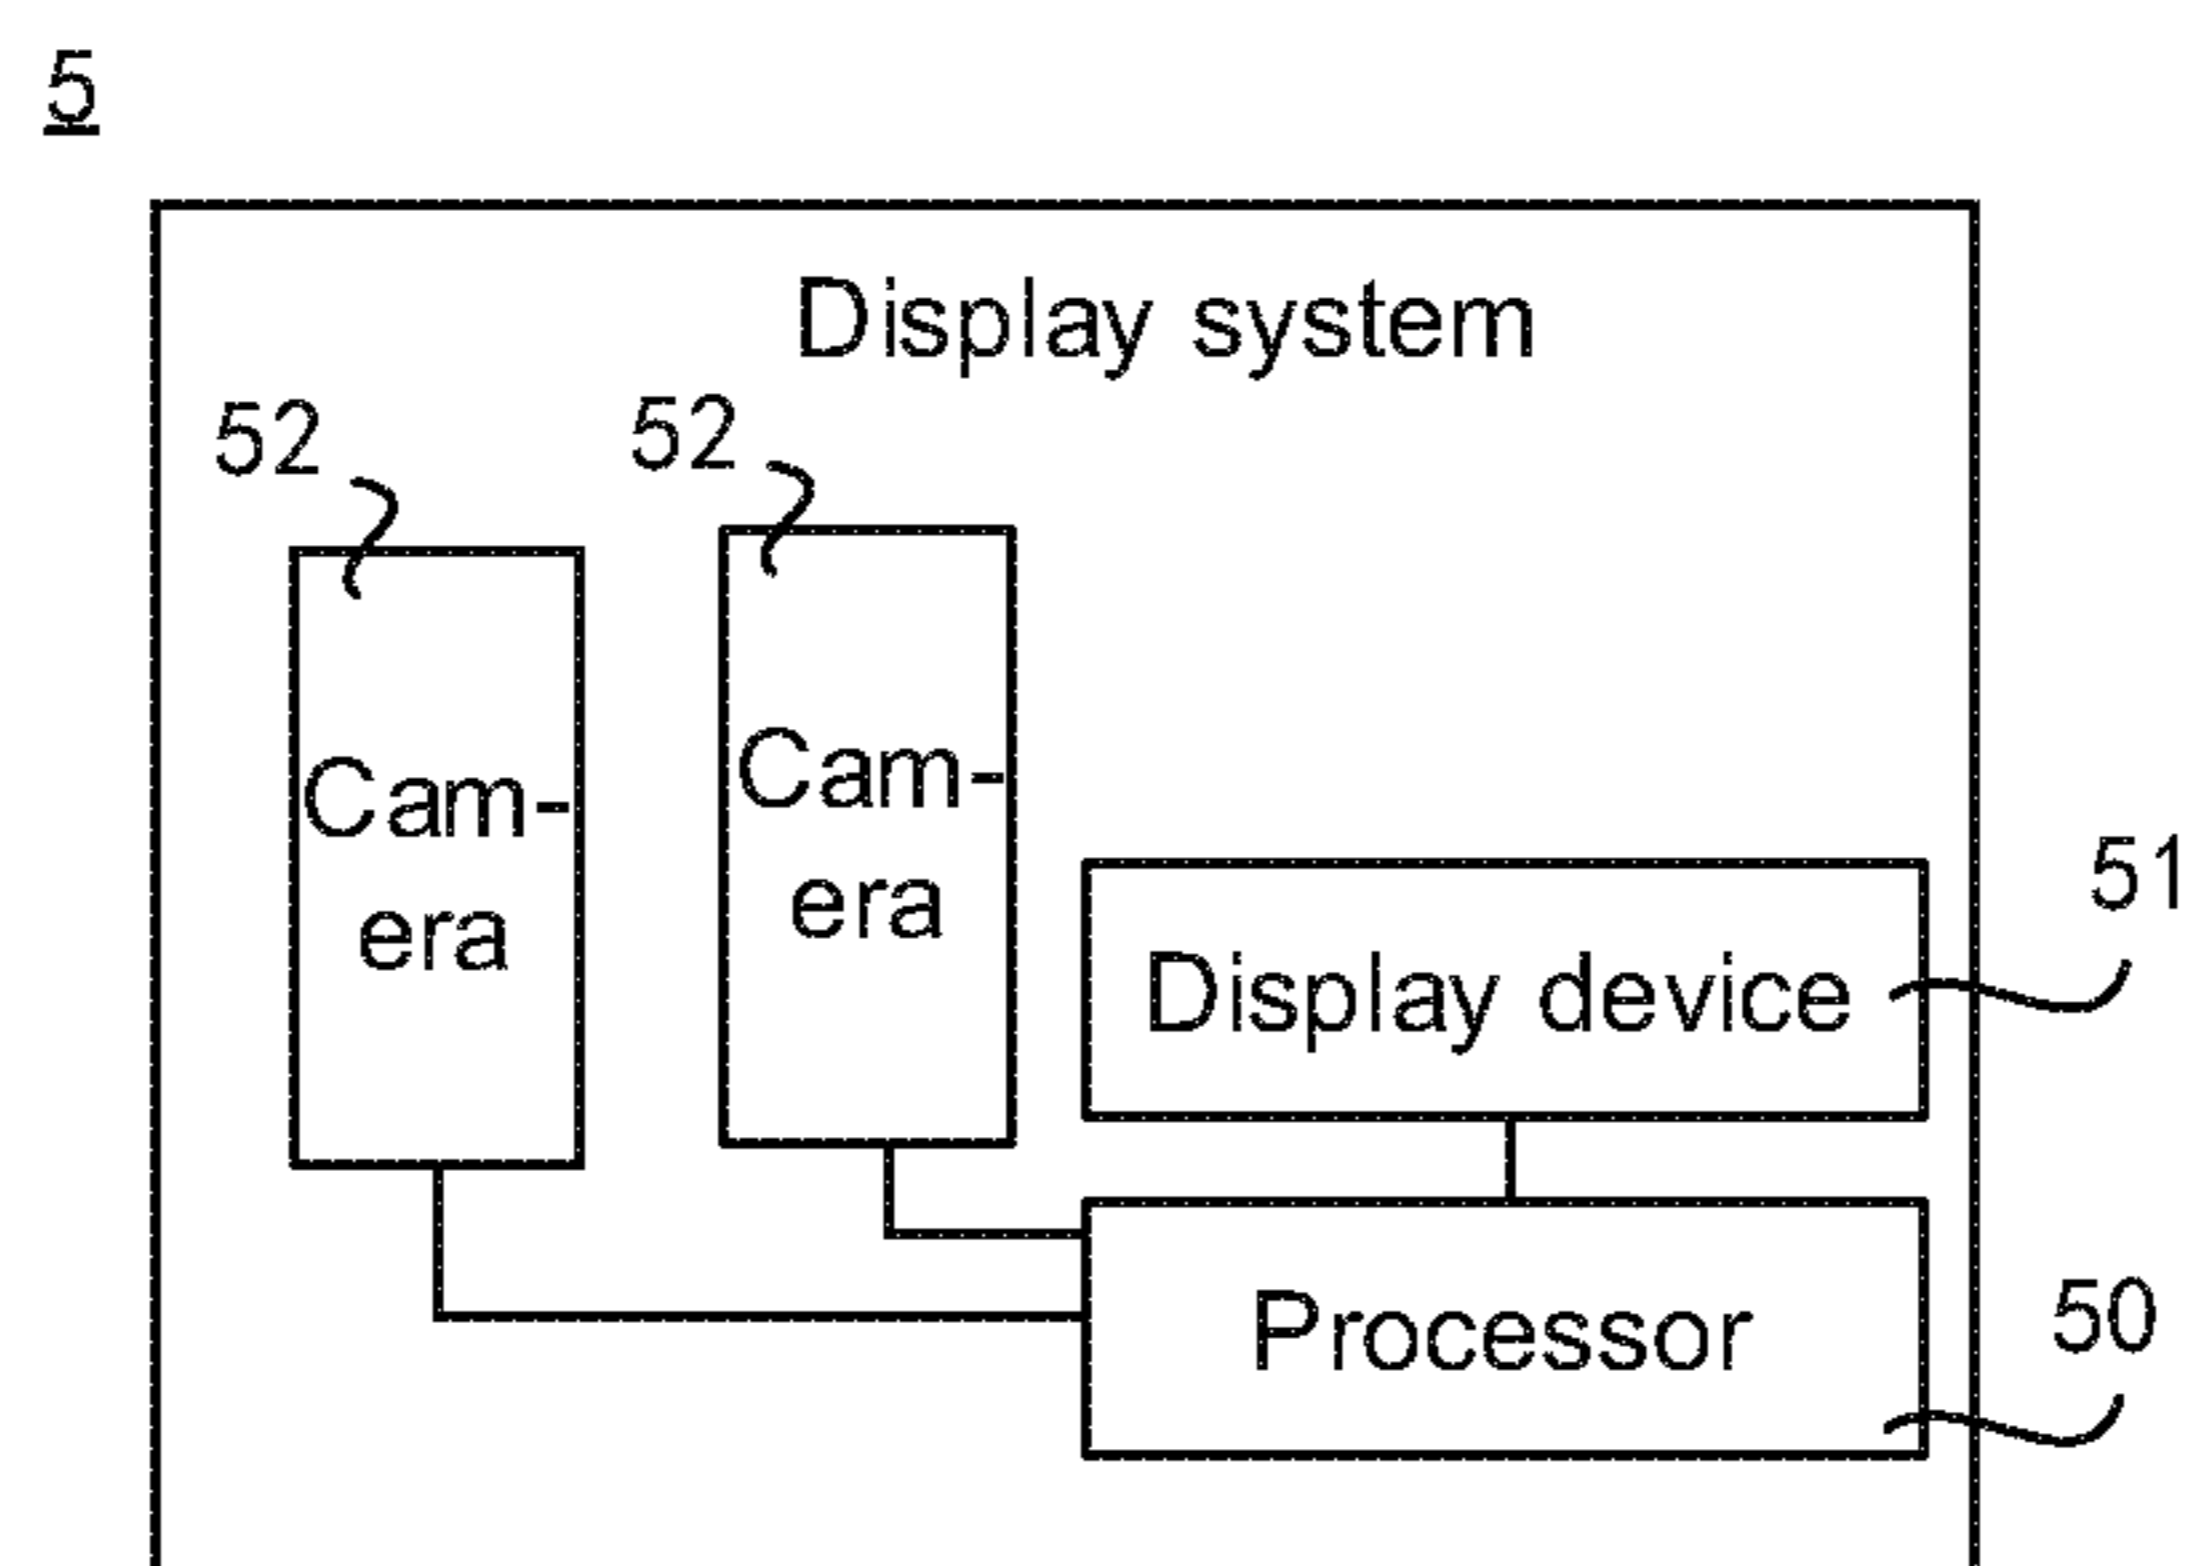 5
Display system
52
52
Cam-
era
Cam-
era
51
Display device
50
Processor